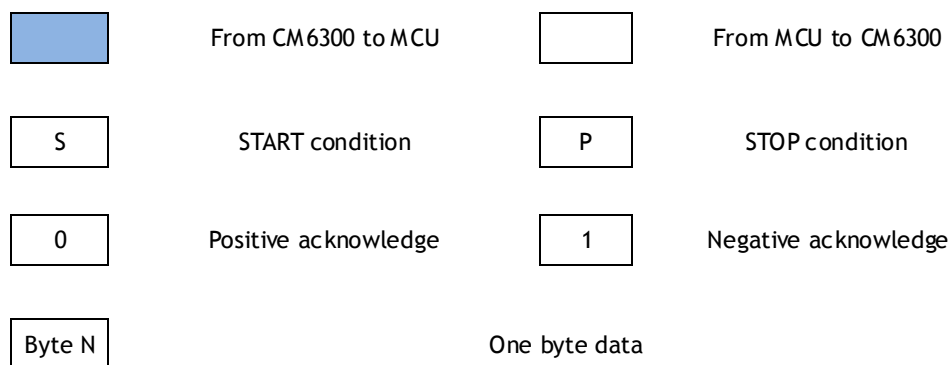 From CM6300 to MCU From MCU to CM6300
S START condition P STOP condition
0 Positive acknowledge 1 Negative acknowledge
Byte N One byte data